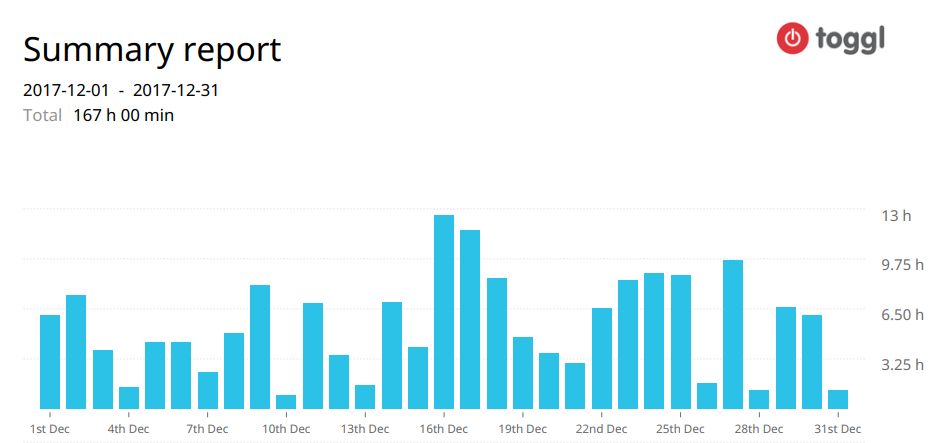 Summary report
toggl
2017-12-01 - 2017-12-31
Total 167 h 00 min
13 h
9.75 h
6.50 h
3.25 h
1st Dec 4th Dec 7th Dec 10th Dec 13th Dec 16th Dec 19th Dec 22nd Dec 25th Dec 28th Dec 31st Dec